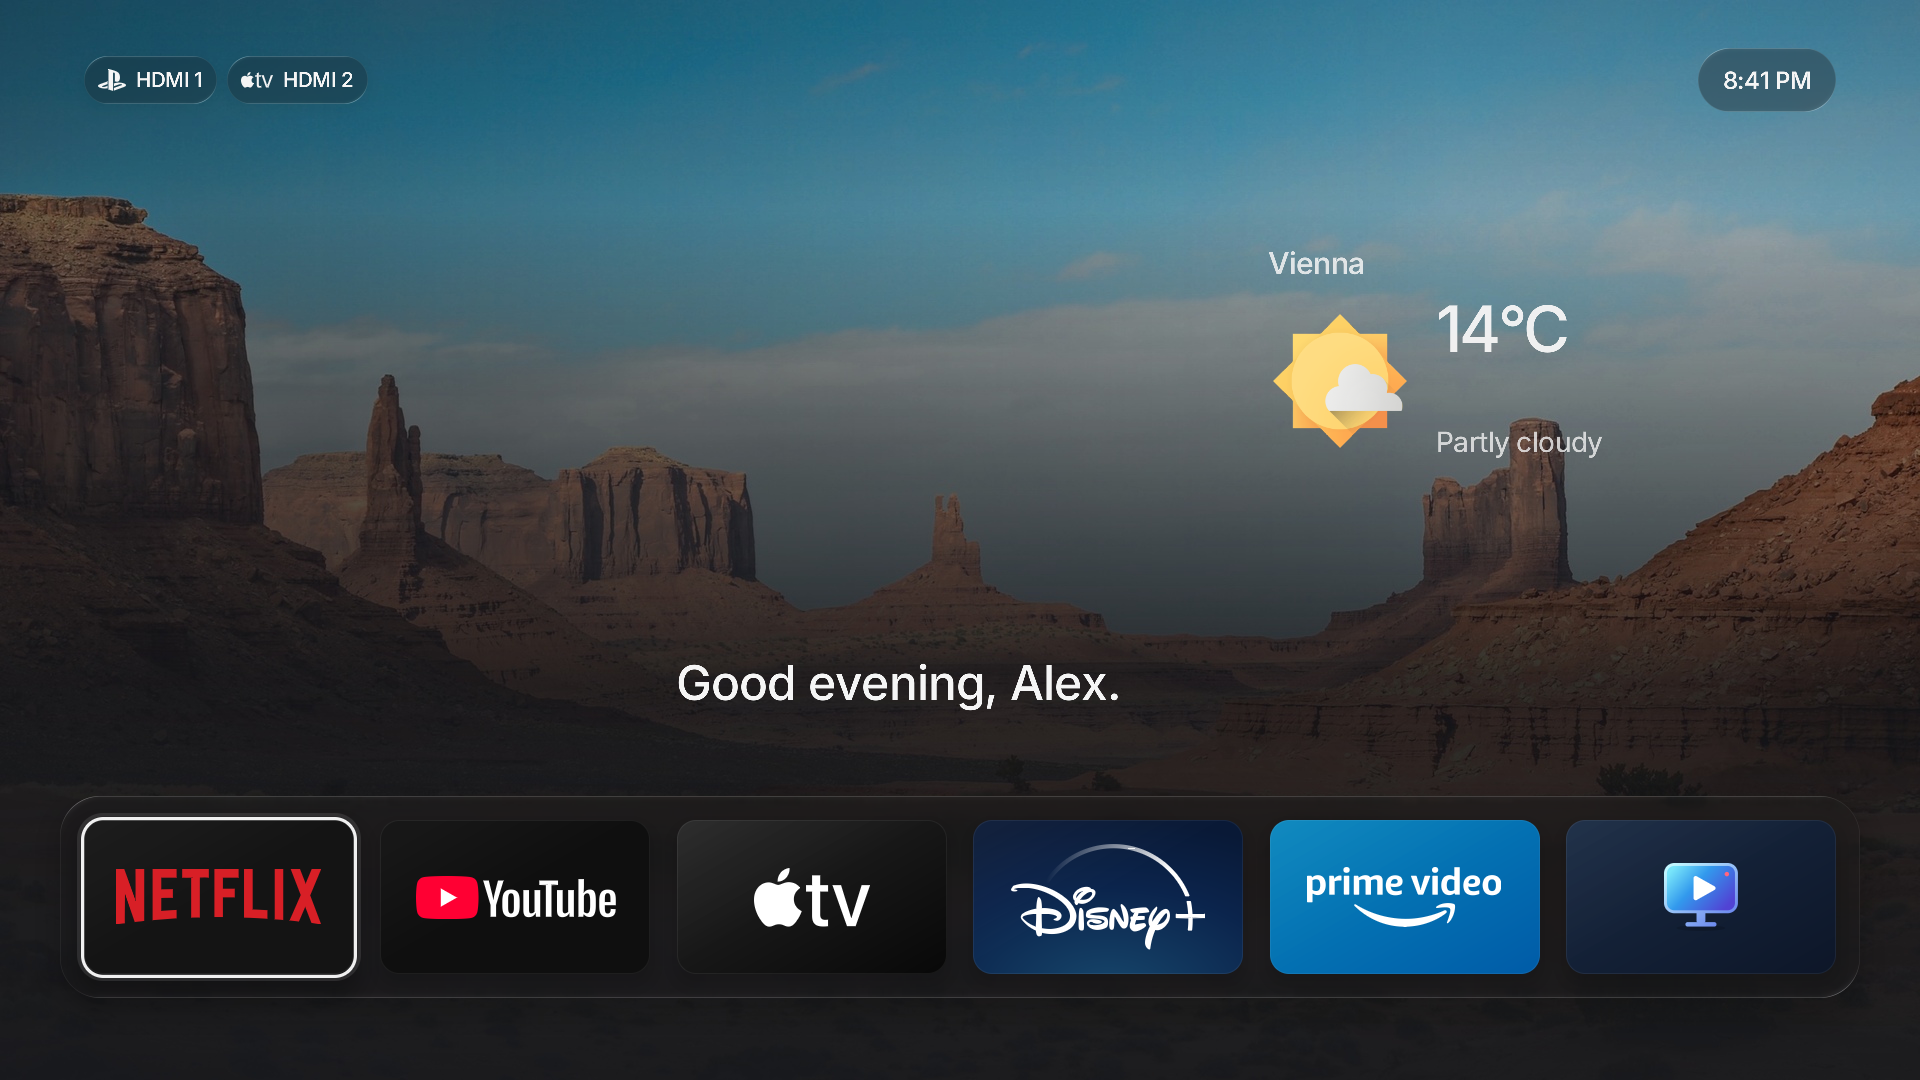 HDMI 1
tv HDMI 2
8:41 PM
Vienna
14°C
Partly cloudy
Good evening, Alex.
NETFLIX
YouTube
tv
Disney+
prime video